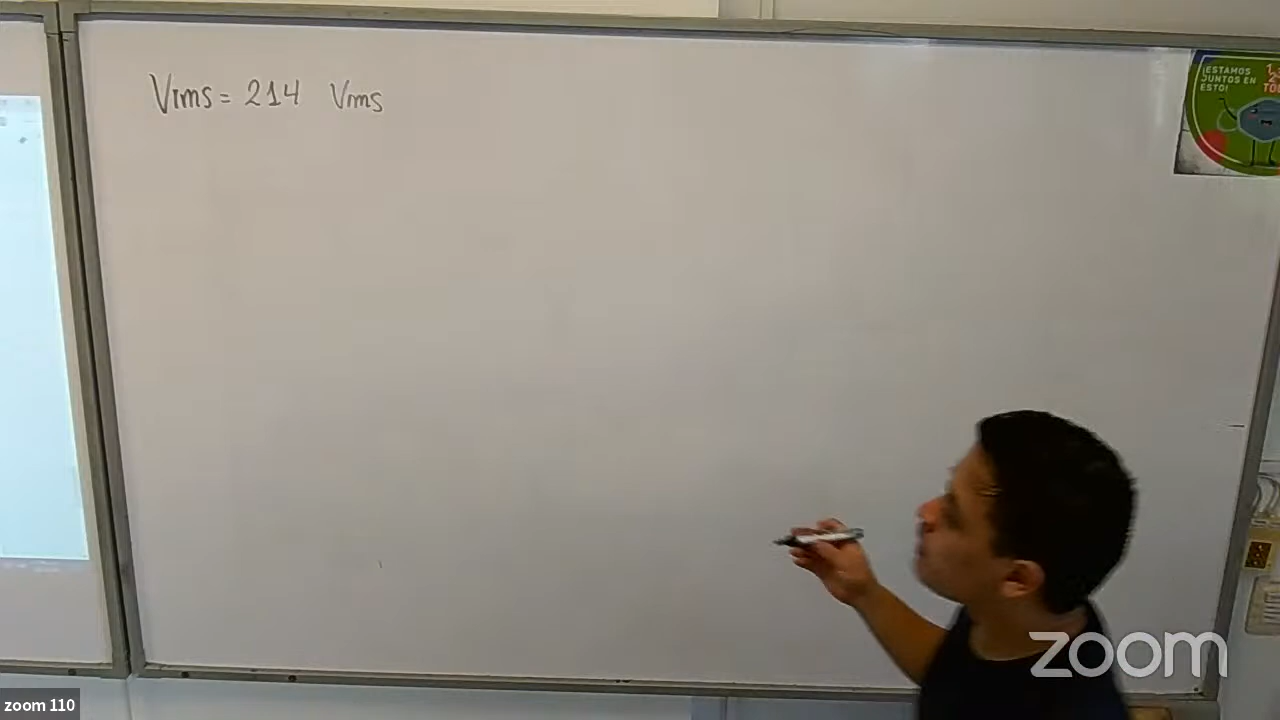 Vrms = 214 Vrms
¡ESTAMOS
JUNTOS EN
ESTO!
zoom
zoom 110